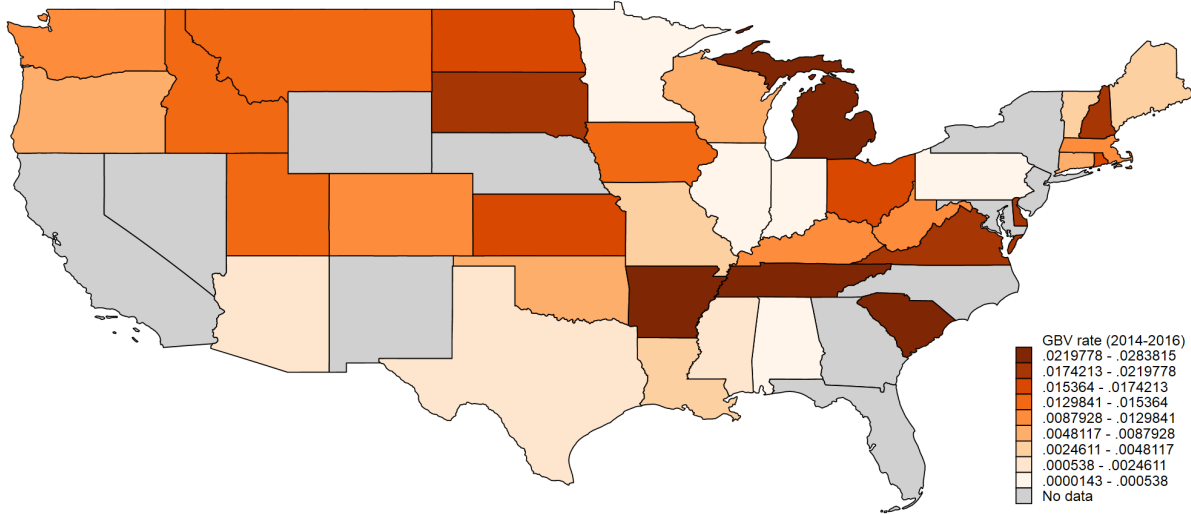 GBV rate (2014-2016)
.0219778 - .0283815
.0174213 - .0219778
.015364 - .0174213
.0129841 - .015364
.0087928 - .0129841
.0048117 - .0087928
.0024611 - .0048117
.000538 - .0024611
.0000143 - .000538
No data